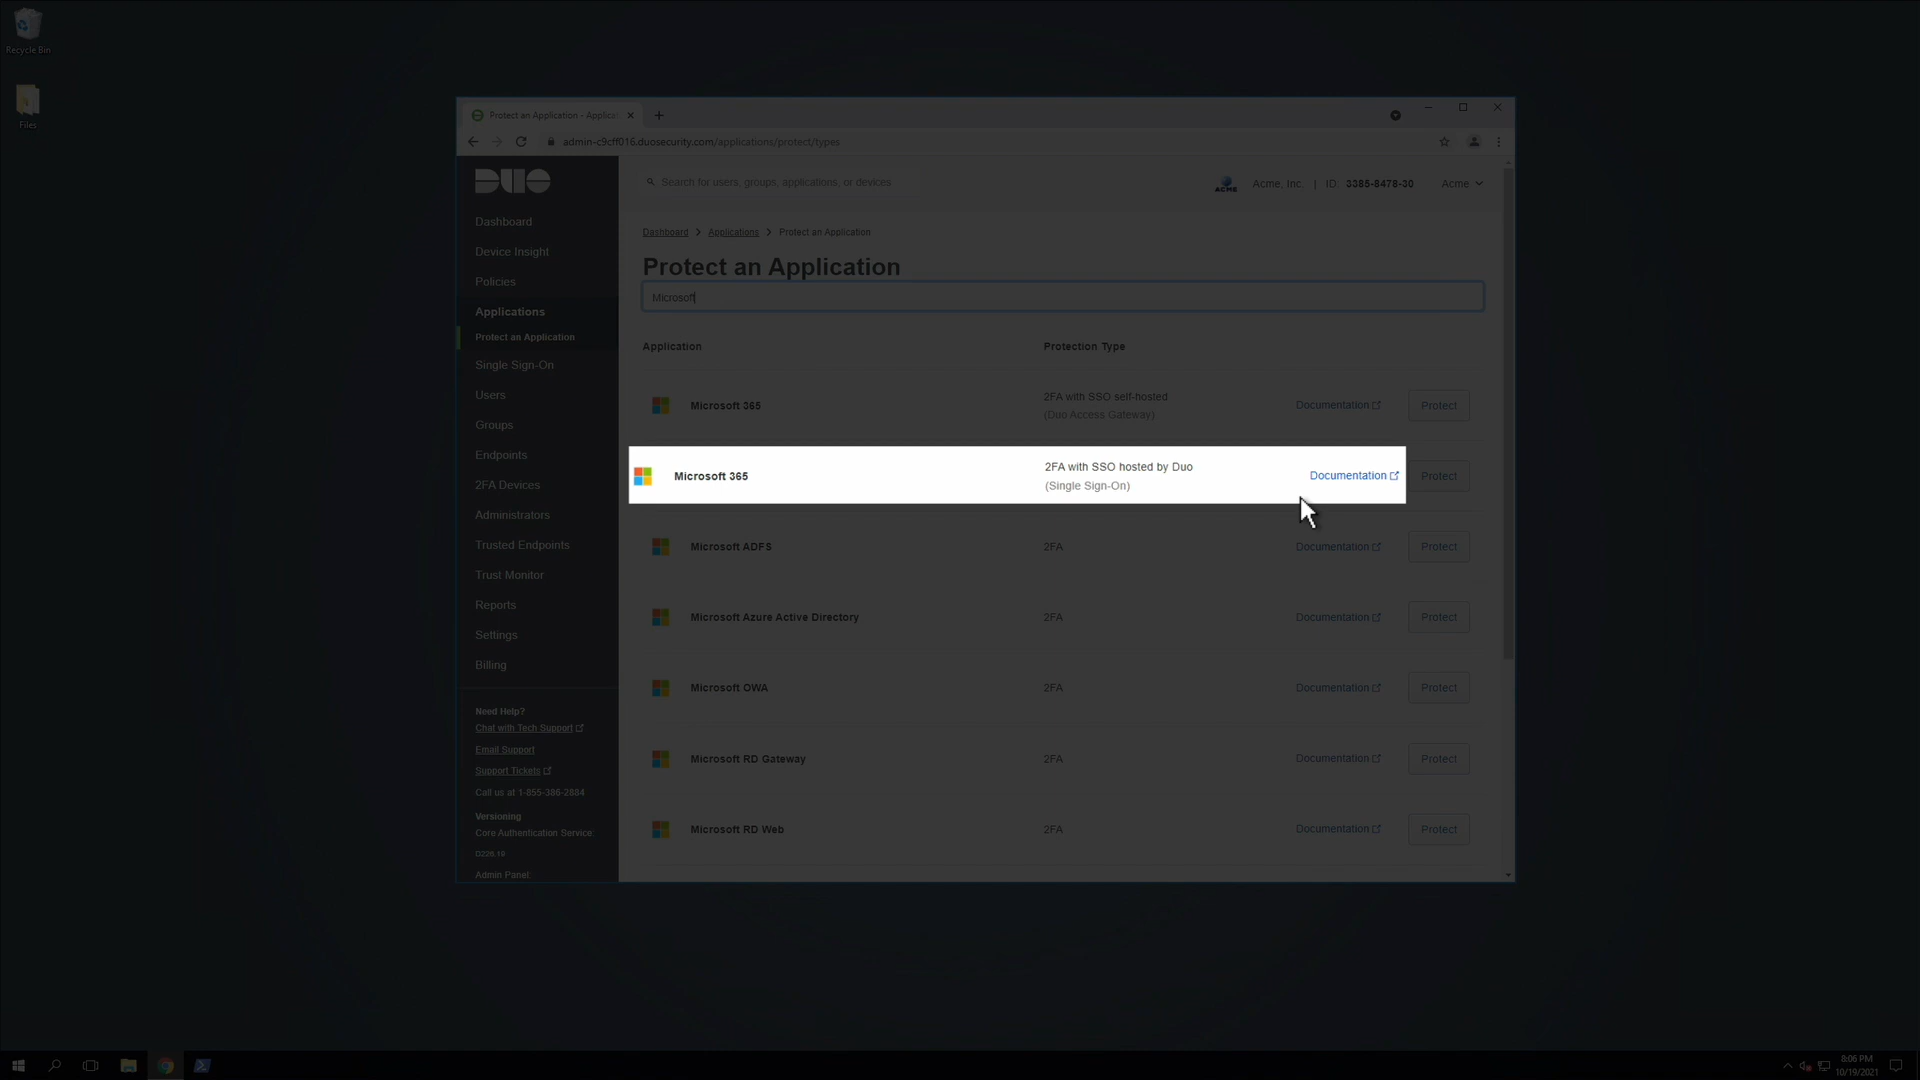 Recycle Bin
Files
Protect an Application - Applicat
admin-c9cff016.duosecurity.com/applications/protect/types
DUO
Search for users, groups, applications, or devices
ACME
Acme, Inc. | ID: 3385-8478-30
Acme
Dashboard
Device Insight
Policies
Applications
Protect an Application
Single Sign-On
Users
Groups
Endpoints
2FA Devices
Administrators
Trusted Endpoints
Trust Monitor
Reports
Settings
Billing
Need Help?
Chat with Tech Support
Email Support
Support Tickets
Call us at 1-855-386-2884
Versioning
Core Authentication Service:
D228.19
Admin Panel:
Dashboard > Applications > Protect an Application
Protect an Application
Microsoft
Application Protection Type
Microsoft 365 2FA with SSO self-hosted Documentation Protect
(Duo Access Gateway)
Microsoft 365 2FA with SSO hosted by Duo Documentation Protect
(Single Sign-On)
Microsoft ADFS 2FA Documentation Protect
Microsoft Azure Active Directory 2FA Documentation Protect
Microsoft OWA 2FA Documentation Protect
Microsoft RD Gateway 2FA Documentation Protect
Microsoft RD Web 2FA Documentation Protect
8:05 PM
10/19/2021